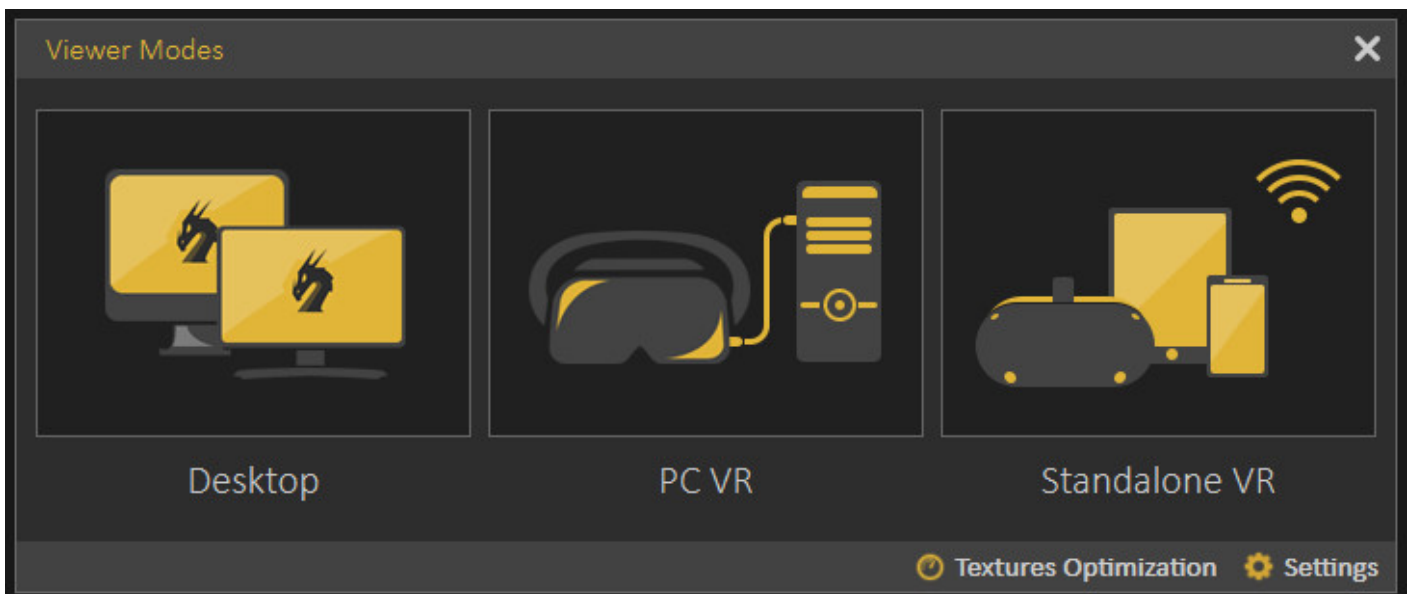 Viewer Modes
Desktop
PC VR
Standalone VR
Textures Optimization
Settings